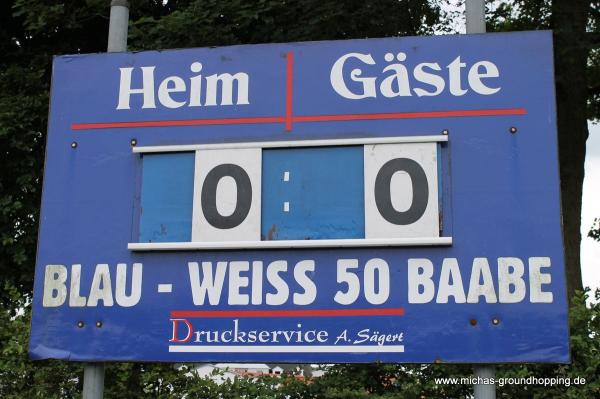 Heim Gäste
0 : 0
BLAU - WEISS 50 BAABE
Druckservice A. Sägert
www.michas-groundhopping.de